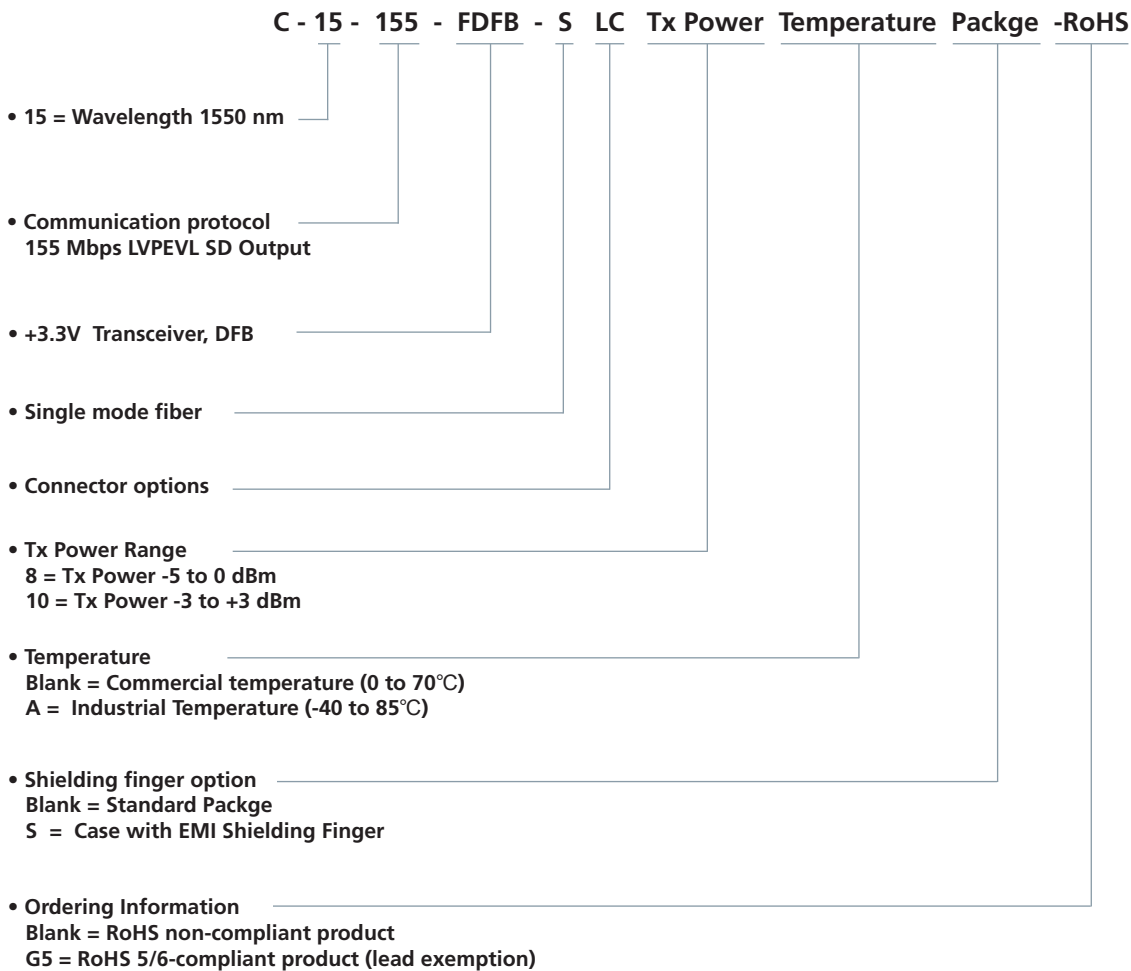 C - 15 - 155 - FDFB - S LC Tx Power Temperature Packge -RoHS
• 15 = Wavelength 1550 nm
• Communication protocol
155 Mbps LVPEVL SD Output
• +3.3V Transceiver, DFB
• Single mode fiber
• Connector options
• Tx Power Range
8 = Tx Power -5 to 0 dBm
10 = Tx Power -3 to +3 dBm
• Temperature
Blank = Commercial temperature (0 to 70℃)
A = Industrial Temperature (-40 to 85℃)
• Shielding finger option
Blank = Standard Packge
S = Case with EMI Shielding Finger
• Ordering Information
Blank = RoHS non-compliant product
G5 = RoHS 5/6-compliant product (lead exemption)